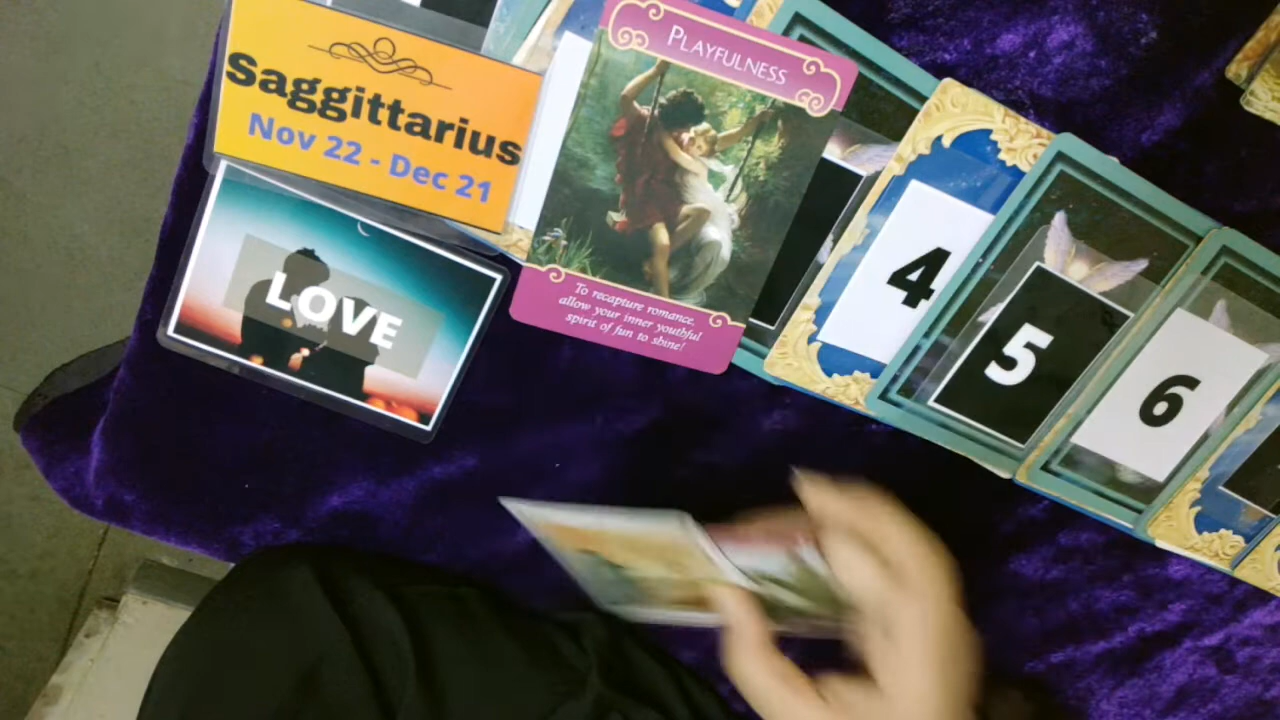 Saggittarius
Nov 22 - Dec 21
LOVE
PLAYFULNESS
To recapture romance,
allow your inner youthful
spirit of fun to shine!
4
5
6